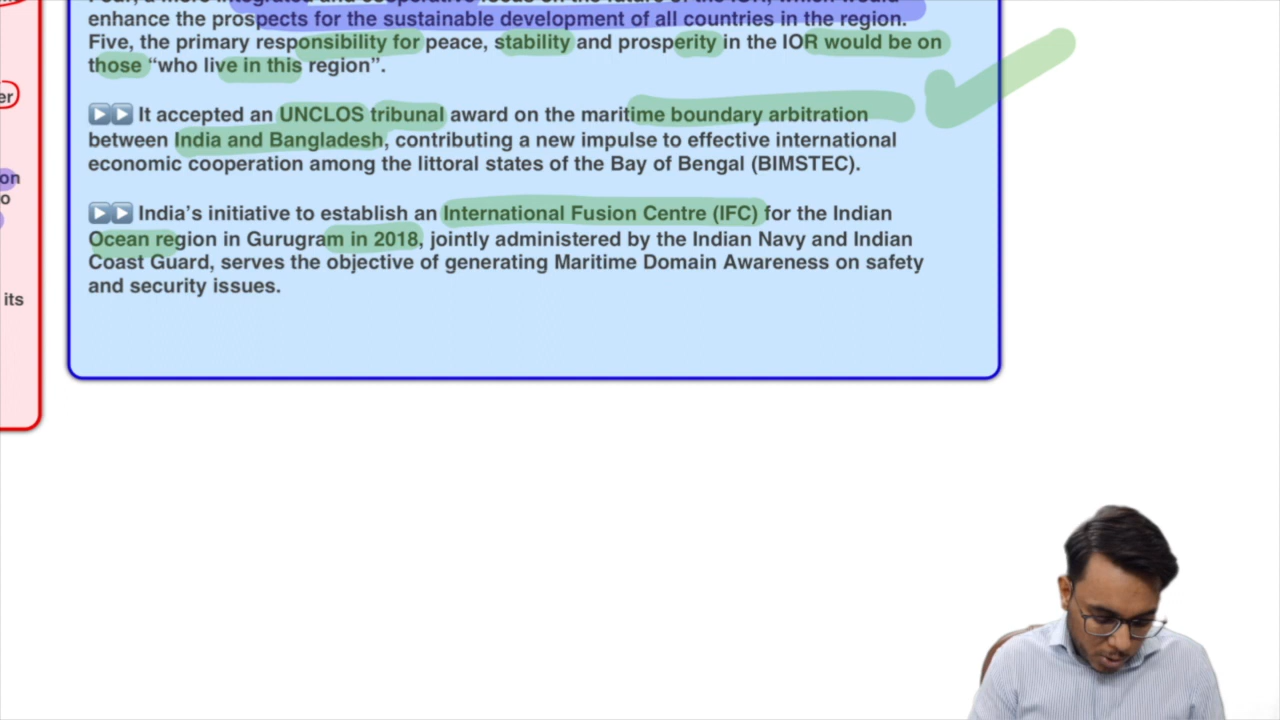 enhance the prospects for the sustainable development of all countries in the region.
Five, the primary responsibility for peace, stability and prosperity in the IOR would be on
those “who live in this region”.
er
It accepted an UNCLOS tribunal award on the maritime boundary arbitration
between India and Bangladesh, contributing a new impulse to effective international
economic cooperation among the littoral states of the Bay of Bengal (BIMSTEC).
on
o
India’s initiative to establish an International Fusion Centre (IFC) for the Indian
Ocean region in Gurugram in 2018, jointly administered by the Indian Navy and Indian
Coast Guard, serves the objective of generating Maritime Domain Awareness on safety
and security issues.
its